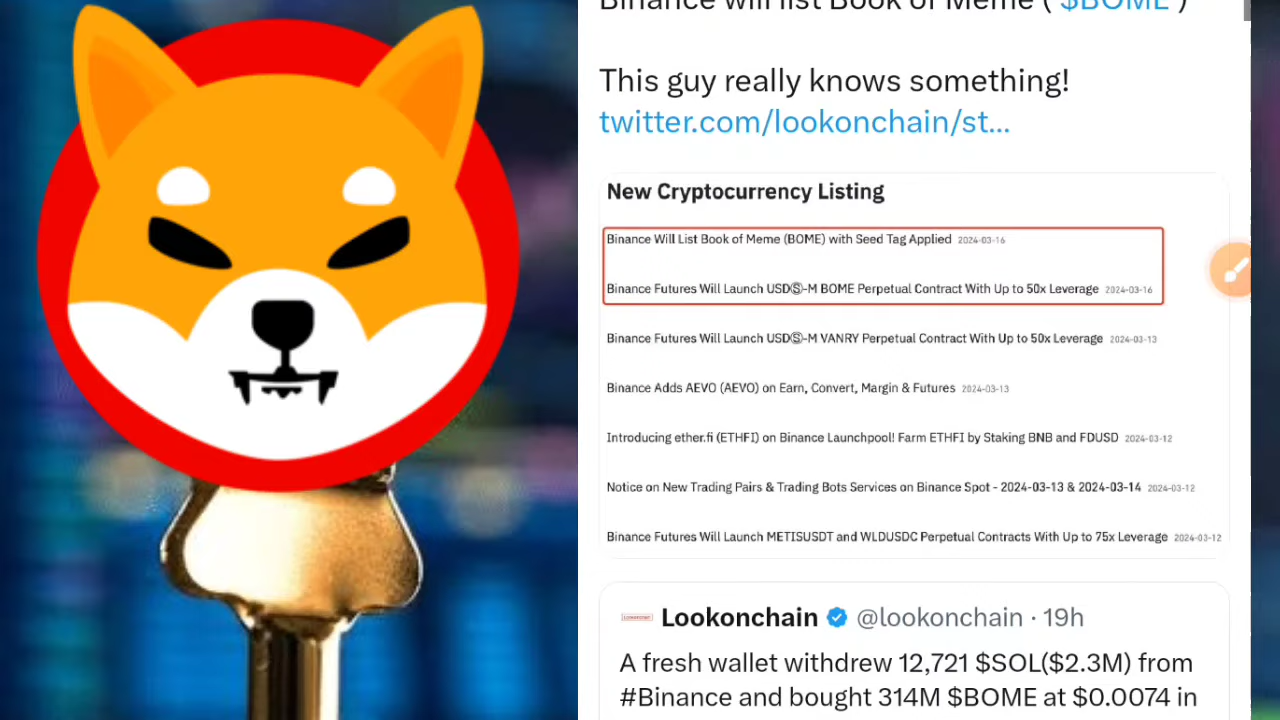 Binance will list Book of Meme ( $BOME )
This guy really knows something!
twitter.com/lookonchain/st...
New Cryptocurrency Listing
Binance Will List Book of Meme (BOME) with Seed Tag Applied 2024-03-16
Binance Futures Will Launch USDⓈ-M BOME Perpetual Contract With Up to 50x Leverage 2024-03-16
Binance Futures Will Launch USDⓈ-M VANRY Perpetual Contract With Up to 50x Leverage 2024-03-13
Binance Adds AEVO (AEVO) on Earn, Convert, Margin & Futures 2024-03-13
Introducing ether.fi (ETHFI) on Binance Launchpool! Farm ETHFI by Staking BNB and FDUSD 2024-03-12
Notice on New Trading Pairs & Trading Bots Services on Binance Spot - 2024-03-13 & 2024-03-14 2024-03-12
Binance Futures Will Launch METISUSDT and WLDUSDC Perpetual Contracts With Up to 75x Leverage 2024-03-12
Lookonchain @lookonchain · 19h
A fresh wallet withdrew 12,721 $SOL($2.3M) from
#Binance and bought 314M $BOME at $0.0074 in